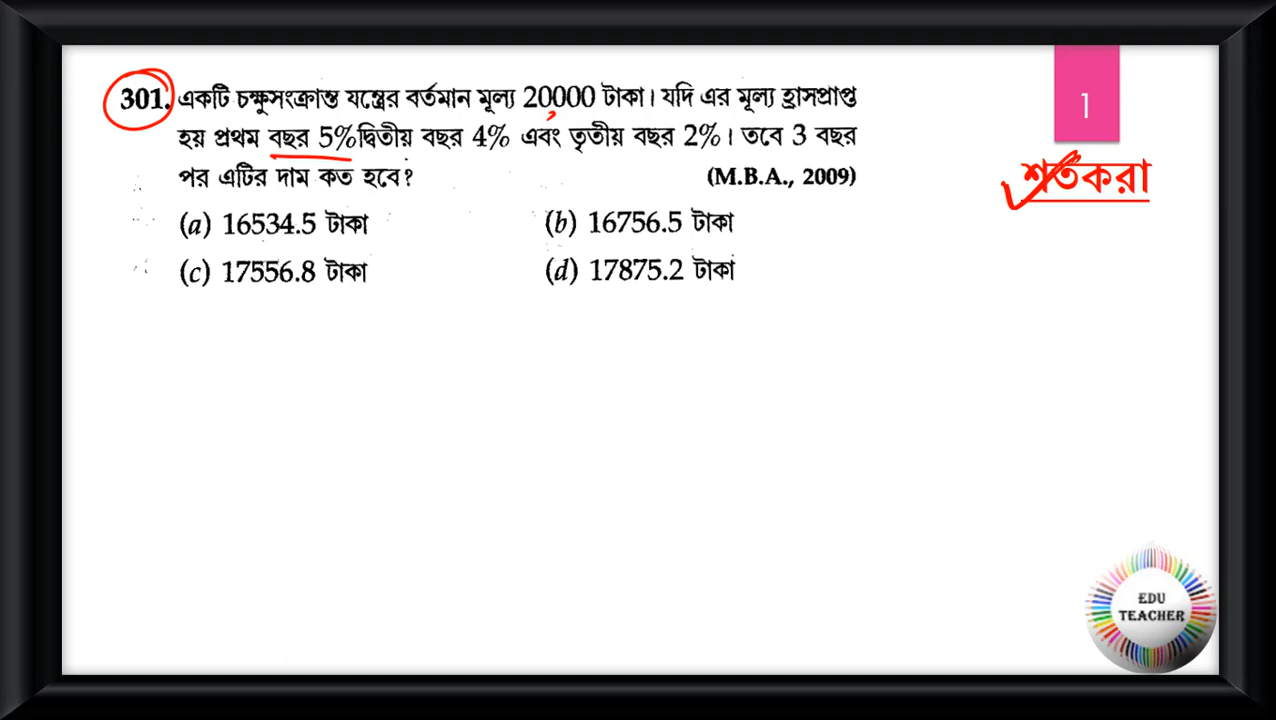 301. একটি চক্ষুসংক্রান্ত যন্ত্রের বর্তমান মূল্য 20000 টাকা। যদি এর মূল্য হ্রাসপ্রাপ্ত
হয় প্রথম বছর 5% দ্বিতীয় বছর 4% এবং তৃতীয় বছর 2%। তবে 3 বছর
পর এটির দাম কত হবে? (M.B.A., 2009)
(a) 16534.5 টাকা (b) 16756.5 টাকা
(c) 17556.8 টাকা (d) 17875.2 টাকা
1
শতকরা
EDU
TEACHER